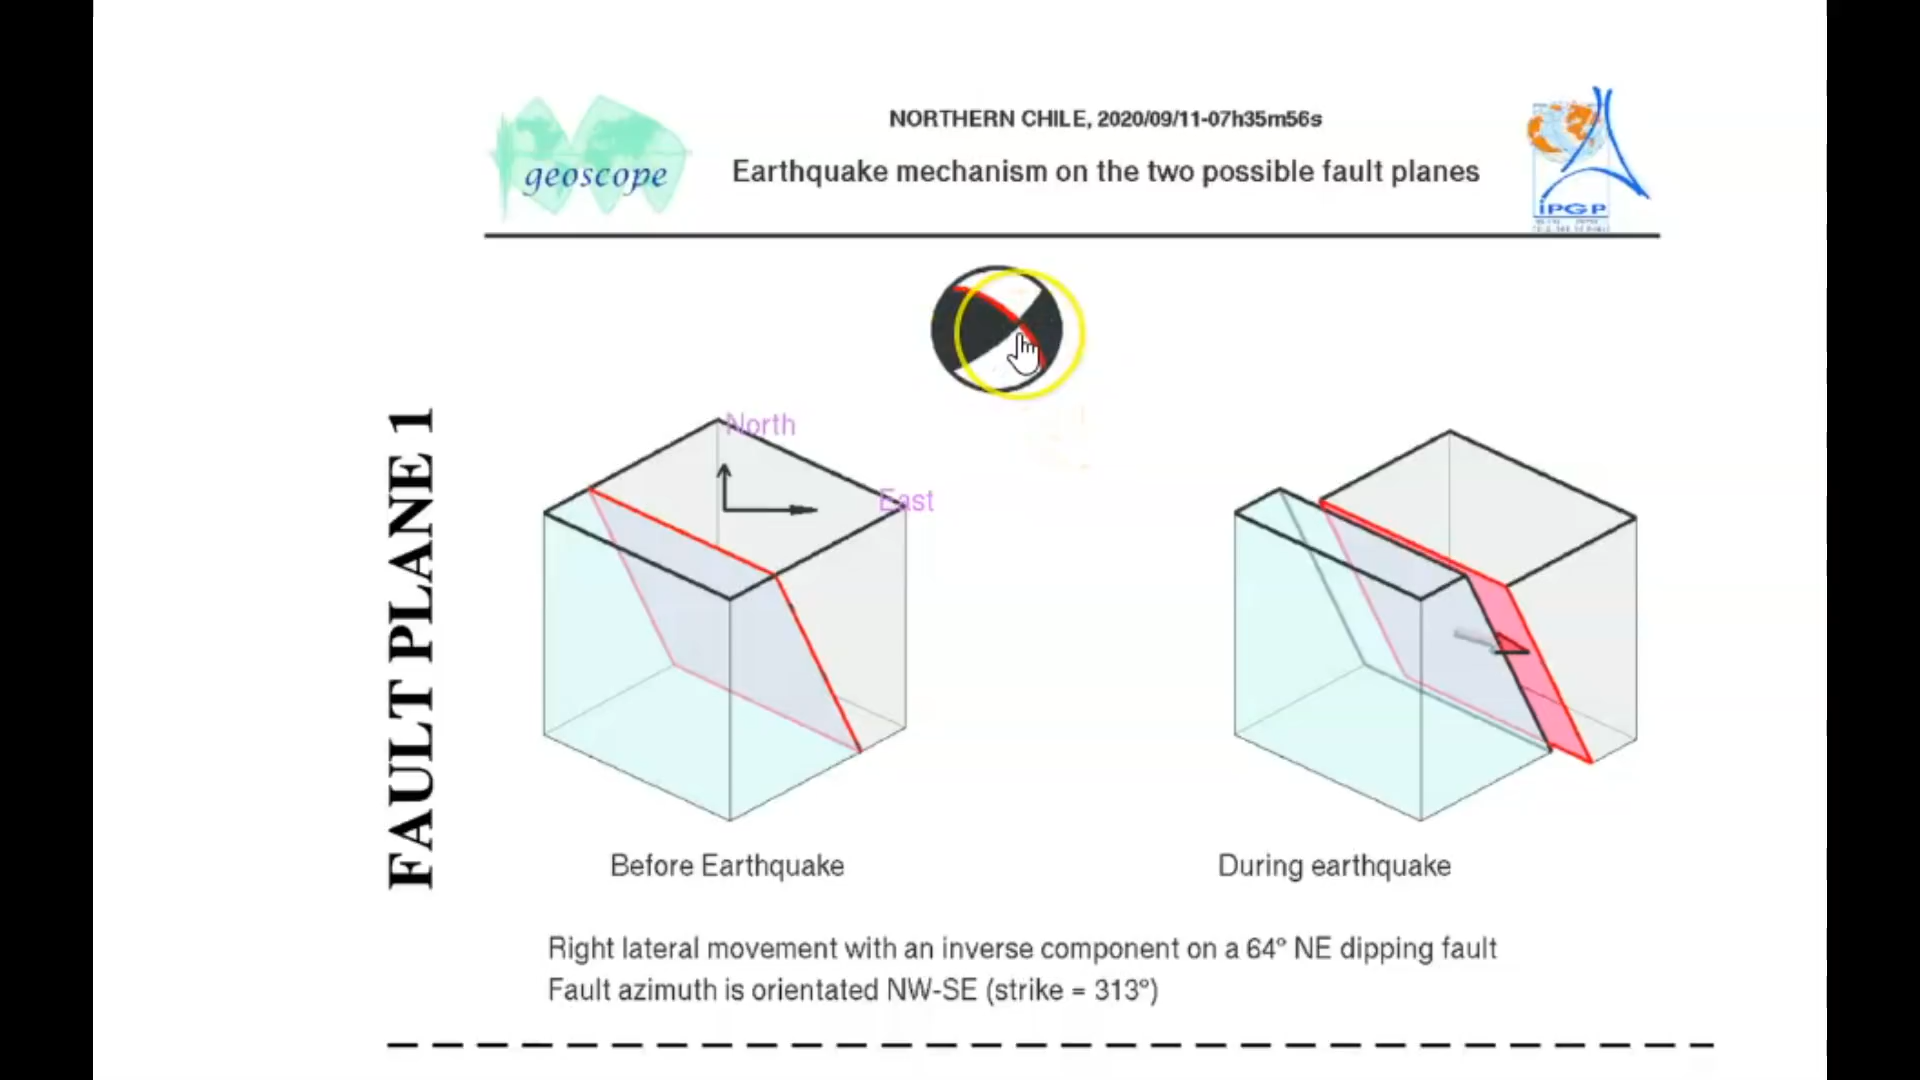 NORTHERN CHILE, 2020/09/11-07h35m56s
Earthquake mechanism on the two possible fault planes
geoscope
iPGP
FAULT PLANE 1
North
East
Before Earthquake
During earthquake
Right lateral movement with an inverse component on a 64° NE dipping fault
Fault azimuth is orientated NW-SE (strike = 313°)